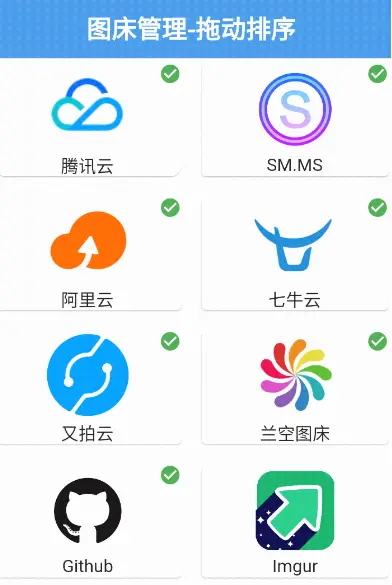 图床管理-拖动排序
腾讯云
SM.MS
阿里云
七牛云
又拍云
兰空图床
Github
Imgur